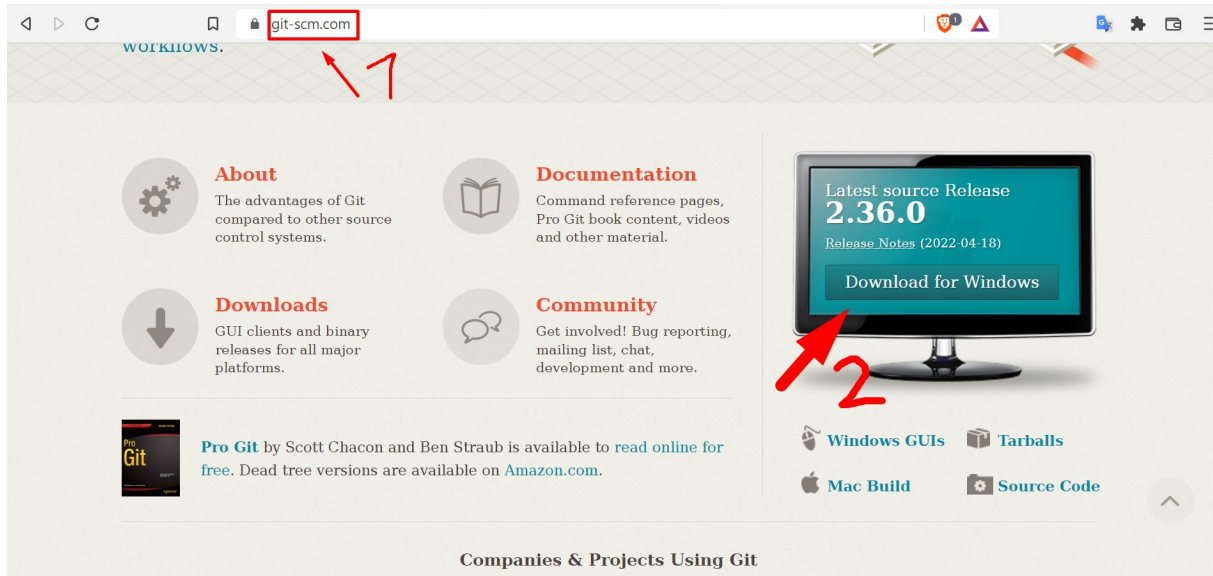 git-scm.com
1
workflows.
About
The advantages of Git
compared to other source
control systems.
Documentation
Command reference pages,
Pro Git book content, videos
and other material.
Latest source Release
2.36.0
Release Notes (2022-04-18)
Download for Windows
2
Downloads
GUI clients and binary
releases for all major
platforms.
Community
Get involved! Bug reporting,
mailing list, chat,
development and more.
Pro
Git
Pro Git by Scott Chacon and Ben Straub is available to read online for
free. Dead tree versions are available on Amazon.com.
Windows GUIs
Tarballs
Mac Build
Source Code
Companies & Projects Using Git